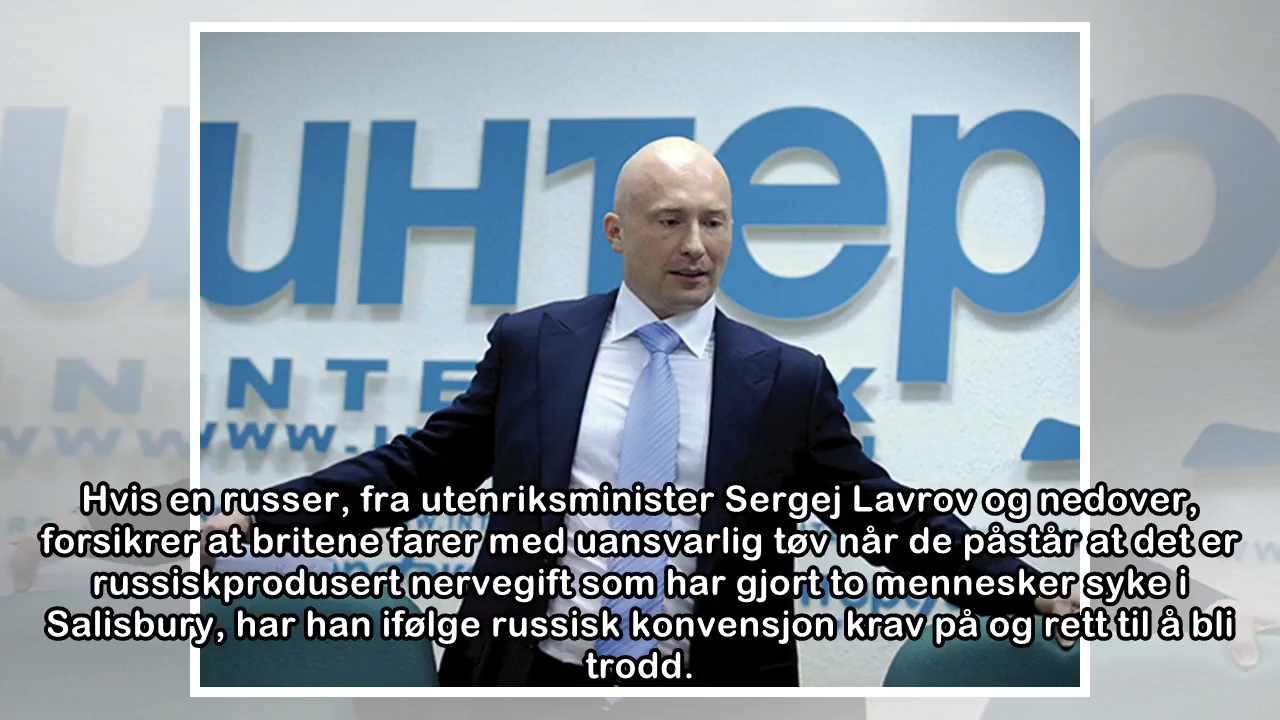 интер
INTE
K
WWW.I
Hvis en russer, fra utenriksminister Sergej Lavrov og nedover,
forsikrer at britene farer med uansvarlig tøv når de påstår at det er
russiskprodusert nervegift som har gjort to mennesker syke i
Salisbury, har han ifølge russisk konvensjon krav på og rett til å bli
trodd.